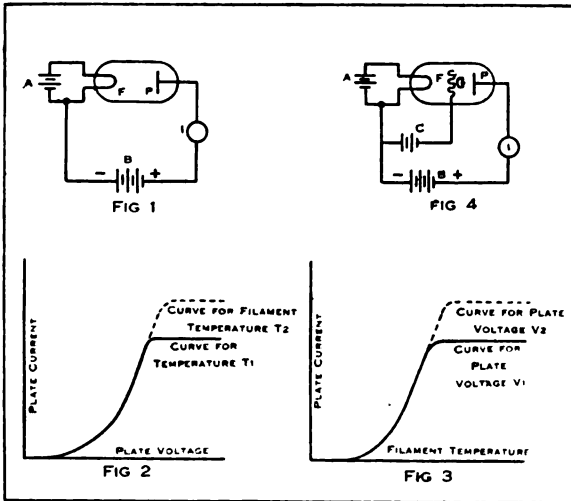 A
F
P
I
B
- +
FIG 1
A
F
G
P
C
I
- B +
FIG 4
PLATE CURRENT
CURVE FOR FILAMENT
TEMPERATURE T2
CURVE FOR
TEMPERATURE T1
PLATE VOLTAGE
FIG 2
PLATE CURRENT
CURVE FOR PLATE
VOLTAGE V2
CURVE FOR
PLATE
VOLTAGE V1
FILAMENT TEMPERATURE
FIG 3